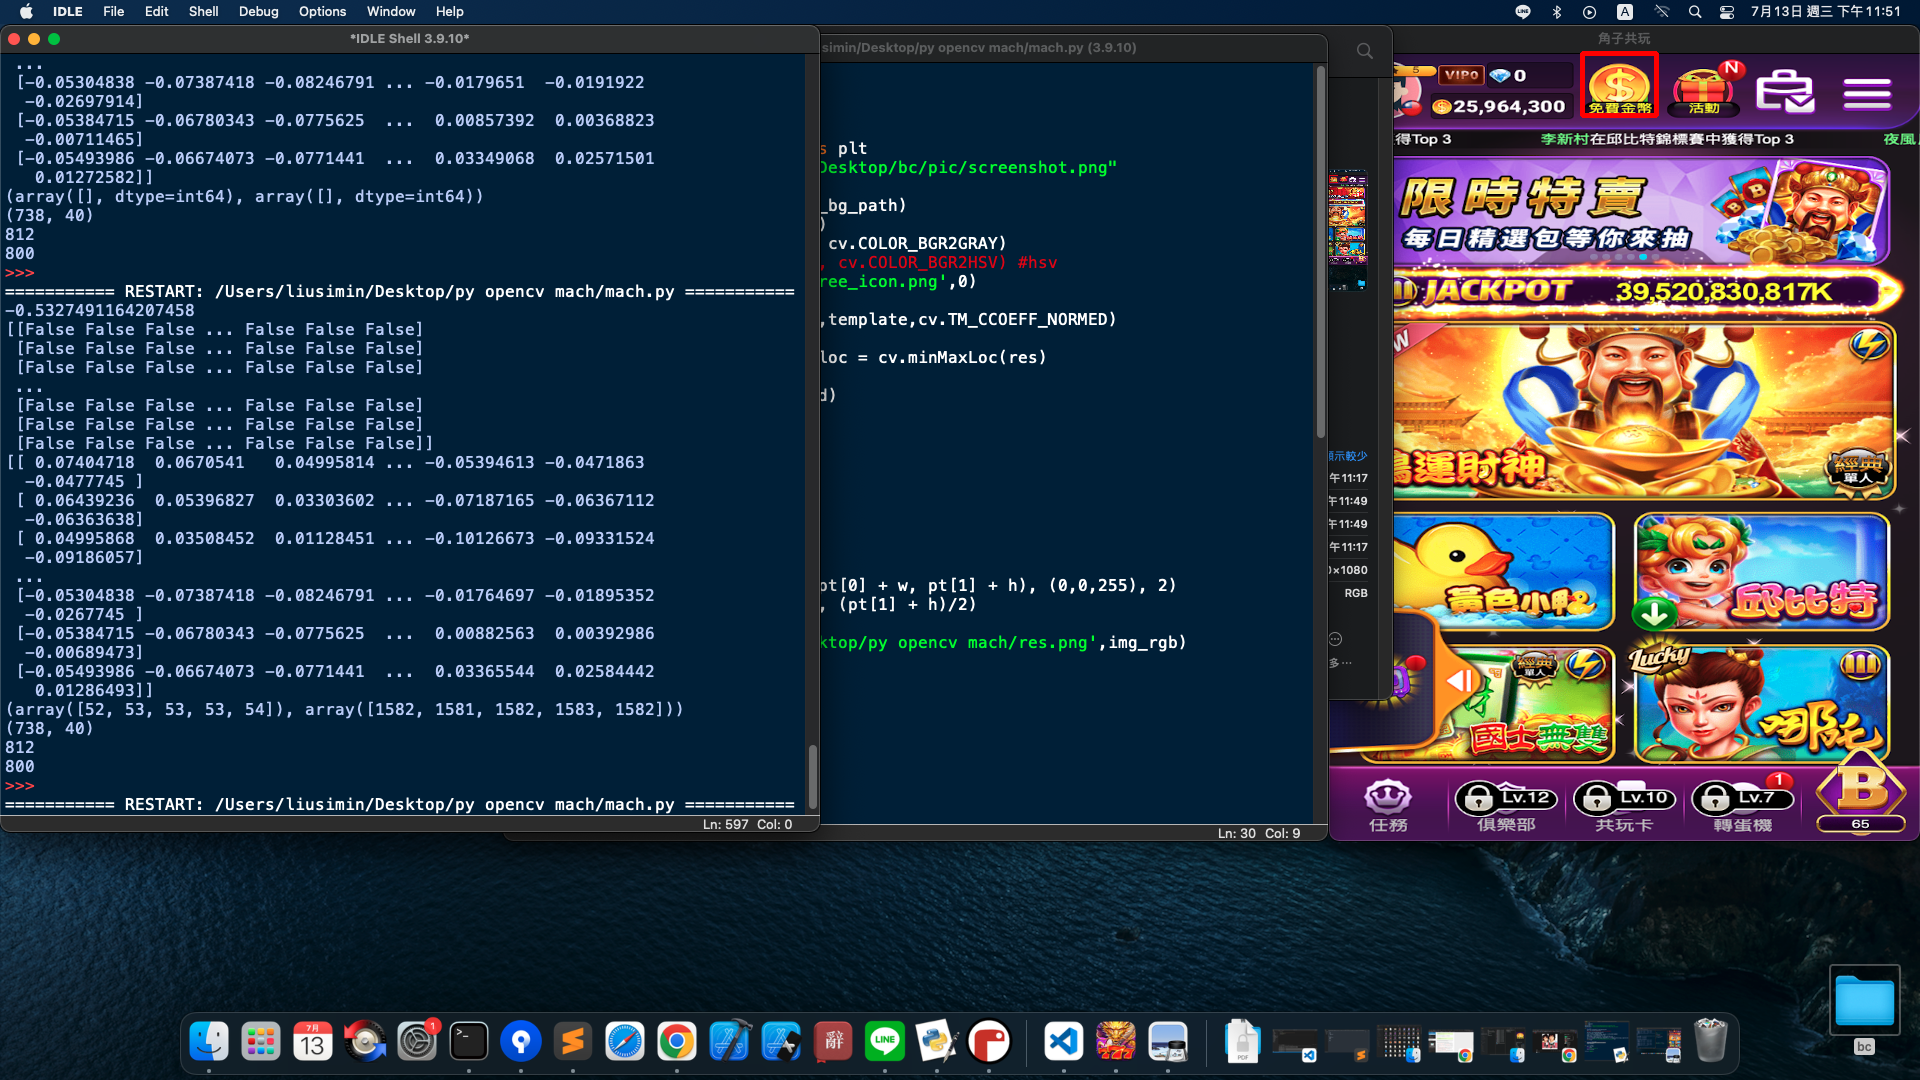 IDLE File Edit Shell Debug Options Window Help
A 7月13日 週三 下午11:51
*IDLE Shell 3.9.10*
...
[-0.05304838 -0.07387418 -0.08246791 ... -0.0179651 -0.0191922
-0.02697914]
[-0.05384715 -0.06780343 -0.0775625 ... 0.00857392 0.00368823
-0.00711465]
[-0.05493986 -0.06674073 -0.0771441 ... 0.03349068 0.02571501
0.01272582]]
(array([], dtype=int64), array([], dtype=int64))
(738, 40)
812
800
>>>
=========== RESTART: /Users/liusimin/Desktop/py opencv mach/mach.py ===========
-0.5327491164207458
[[False False False ... False False False]
[False False False ... False False False]
[False False False ... False False False]
...
[False False False ... False False False]
[False False False ... False False False]
[False False False ... False False False]]
[[ 0.07404718 0.0670541 0.04995814 ... -0.05394613 -0.0471863
-0.0477745 ]
[ 0.06439236 0.05396827 0.03303602 ... -0.07187165 -0.06367112
-0.06363638]
[ 0.04995868 0.03508452 0.01128451 ... -0.10126673 -0.09331524
-0.09186057]
...
[-0.05304838 -0.07387418 -0.08246791 ... -0.01764697 -0.01895352
-0.0267745 ]
[-0.05384715 -0.06780343 -0.0775625 ... 0.00882563 0.00392986
-0.00689473]
[-0.05493986 -0.06674073 -0.0771441 ... 0.03365544 0.02584442
0.01286493]]
(array([52, 53, 53, 53, 54]), array([1582, 1581, 1582, 1583, 1582]))
(738, 40)
812
800
>>>
=========== RESTART: /Users/liusimin/Desktop/py opencv mach/mach.py ===========
Ln: 597 Col: 0
simin/Desktop/py opencv mach/mach.py (3.9.10)
s plt
Desktop/bc/pic/screenshot.png"
_bg_path)
)
cv.COLOR_BGR2GRAY)
, cv.COLOR_BGR2HSV) #hsv
ree_icon.png',0)
,template,cv.TM_CCOEFF_NORMED)
loc = cv.minMaxLoc(res)
d)
pt[0] + w, pt[1] + h), (0,0,255), 2)
, (pt[1] + h)/2)
ktop/py opencv mach/res.png',img_rgb)
Ln: 30 Col: 9
顯示較少
午11:17
午11:49
午11:49
午11:17
0×1080
RGB
多…
角子共玩
5 VIP0 0
25,964,300
免費金幣
N
活動
得Top 3 李新村在邱比特錦標賽中獲得Top 3 夜風
限時特賣
每日精選包等你來抽
JACKPOT 39,520,830,817K
鴻運財神
經典
單人
黃色小鴨
邱比特
經典
單人
國士無雙
Lucky
哪吒
任務
Lv.12
俱樂部
Lv.10
共玩卡
Lv.7
1
轉蛋機
B
65
bc
7月
13
1
辭
LINE
777
PDF